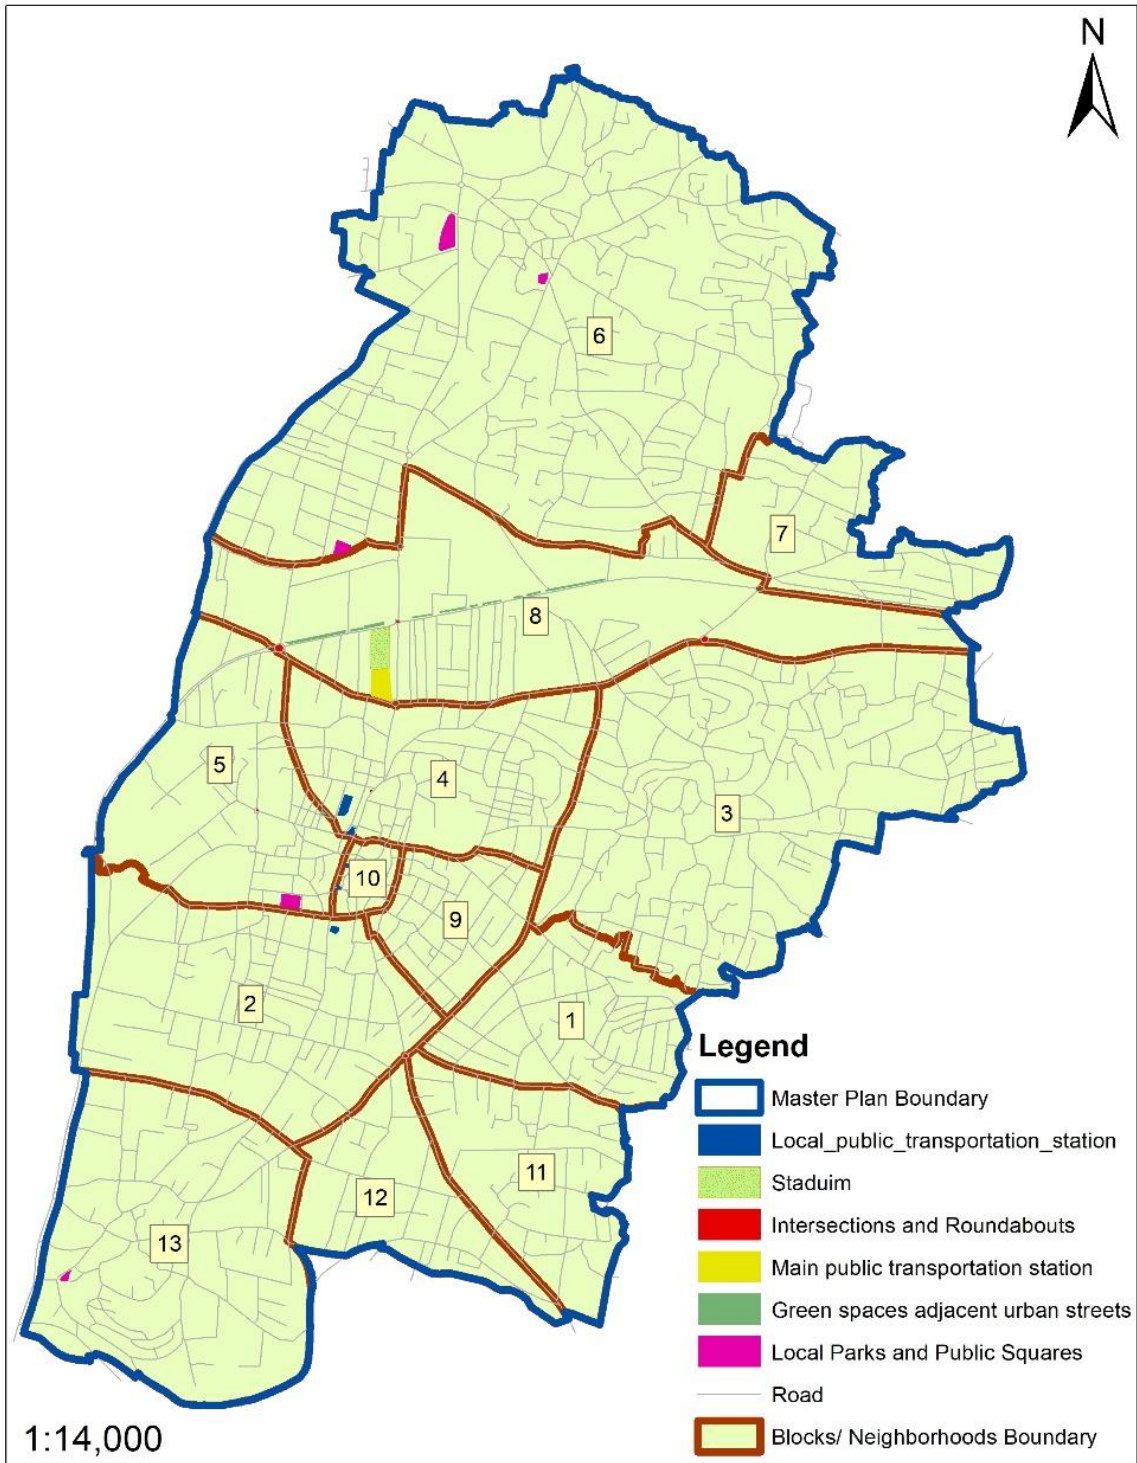 N
6
7
8
5
4
3
10
9
2
1
11
12
13
Legend
Master Plan Boundary
Local_public_transportation_station
Staduim
Intersections and Roundabouts
Main public transportation station
Green spaces adjacent urban streets
Local Parks and Public Squares
Road
Blocks/ Neighborhoods Boundary
1:14,000